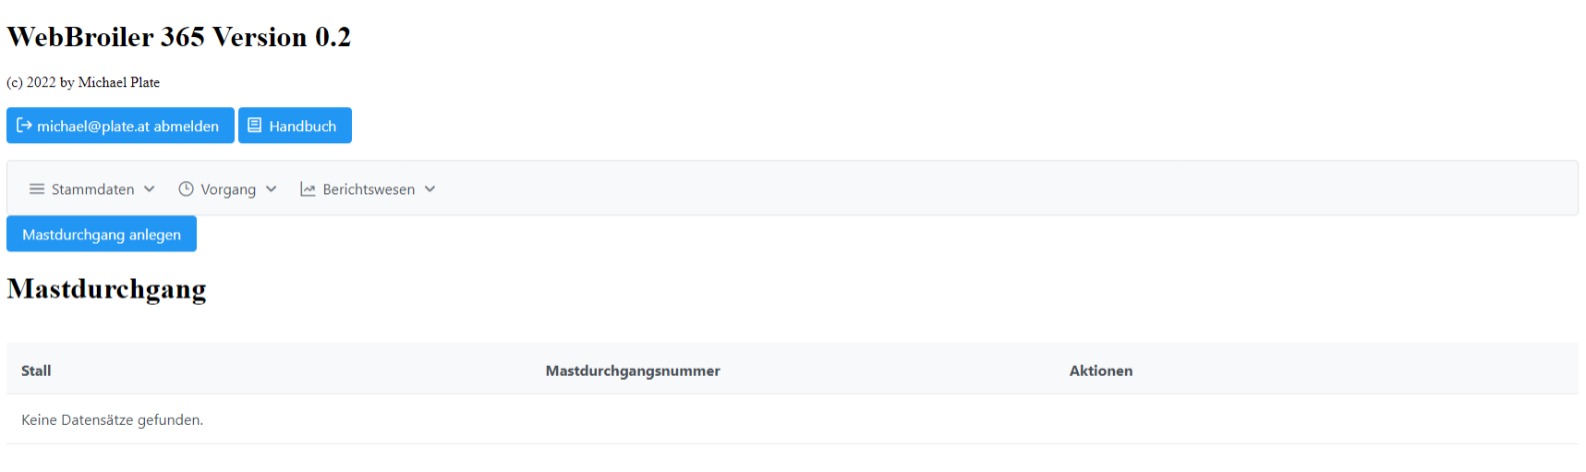 WebBroiler 365 Version 0.2
(c) 2022 by Michael Plate
michael@plate.at abmelden Handbuch
Stammdaten Vorgang Berichtswesen
Mastdurchgang anlegen
Mastdurchgang
Stall Mastdurchgangsnummer Aktionen
Keine Datensätze gefunden.